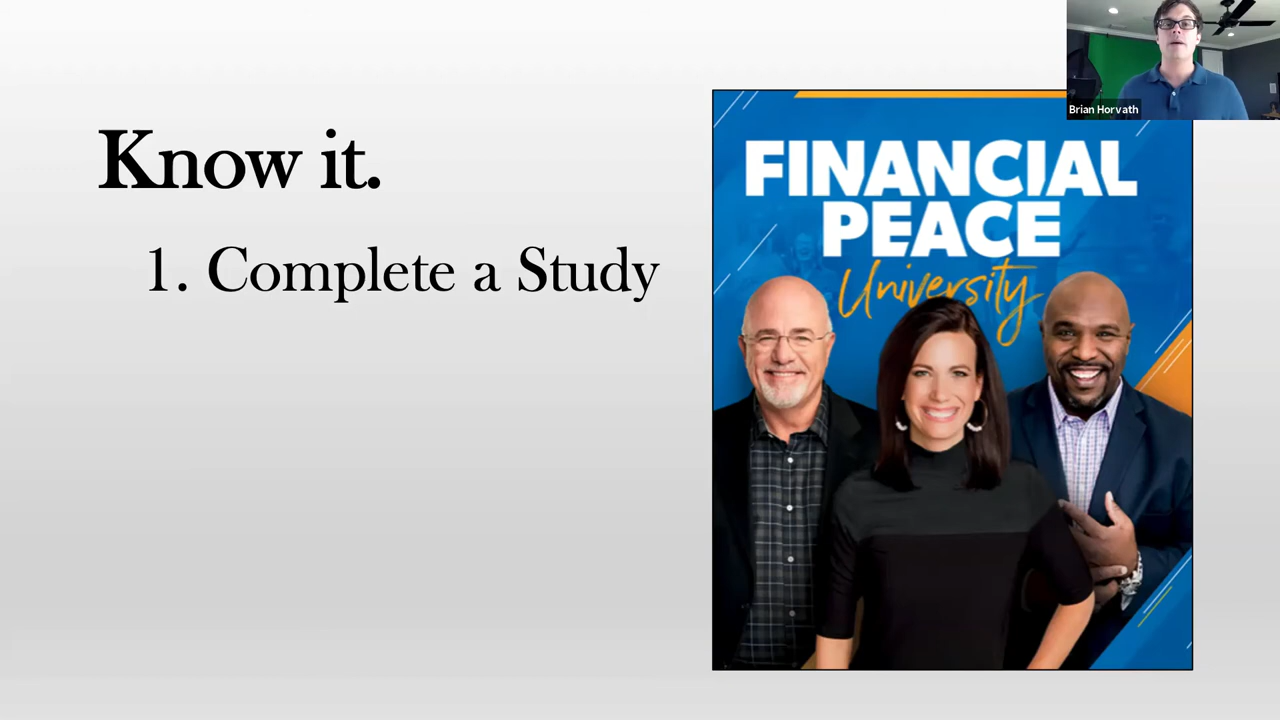 Know it.
1. Complete a Study
FINANCIAL
PEACE
University
Brian Horvath